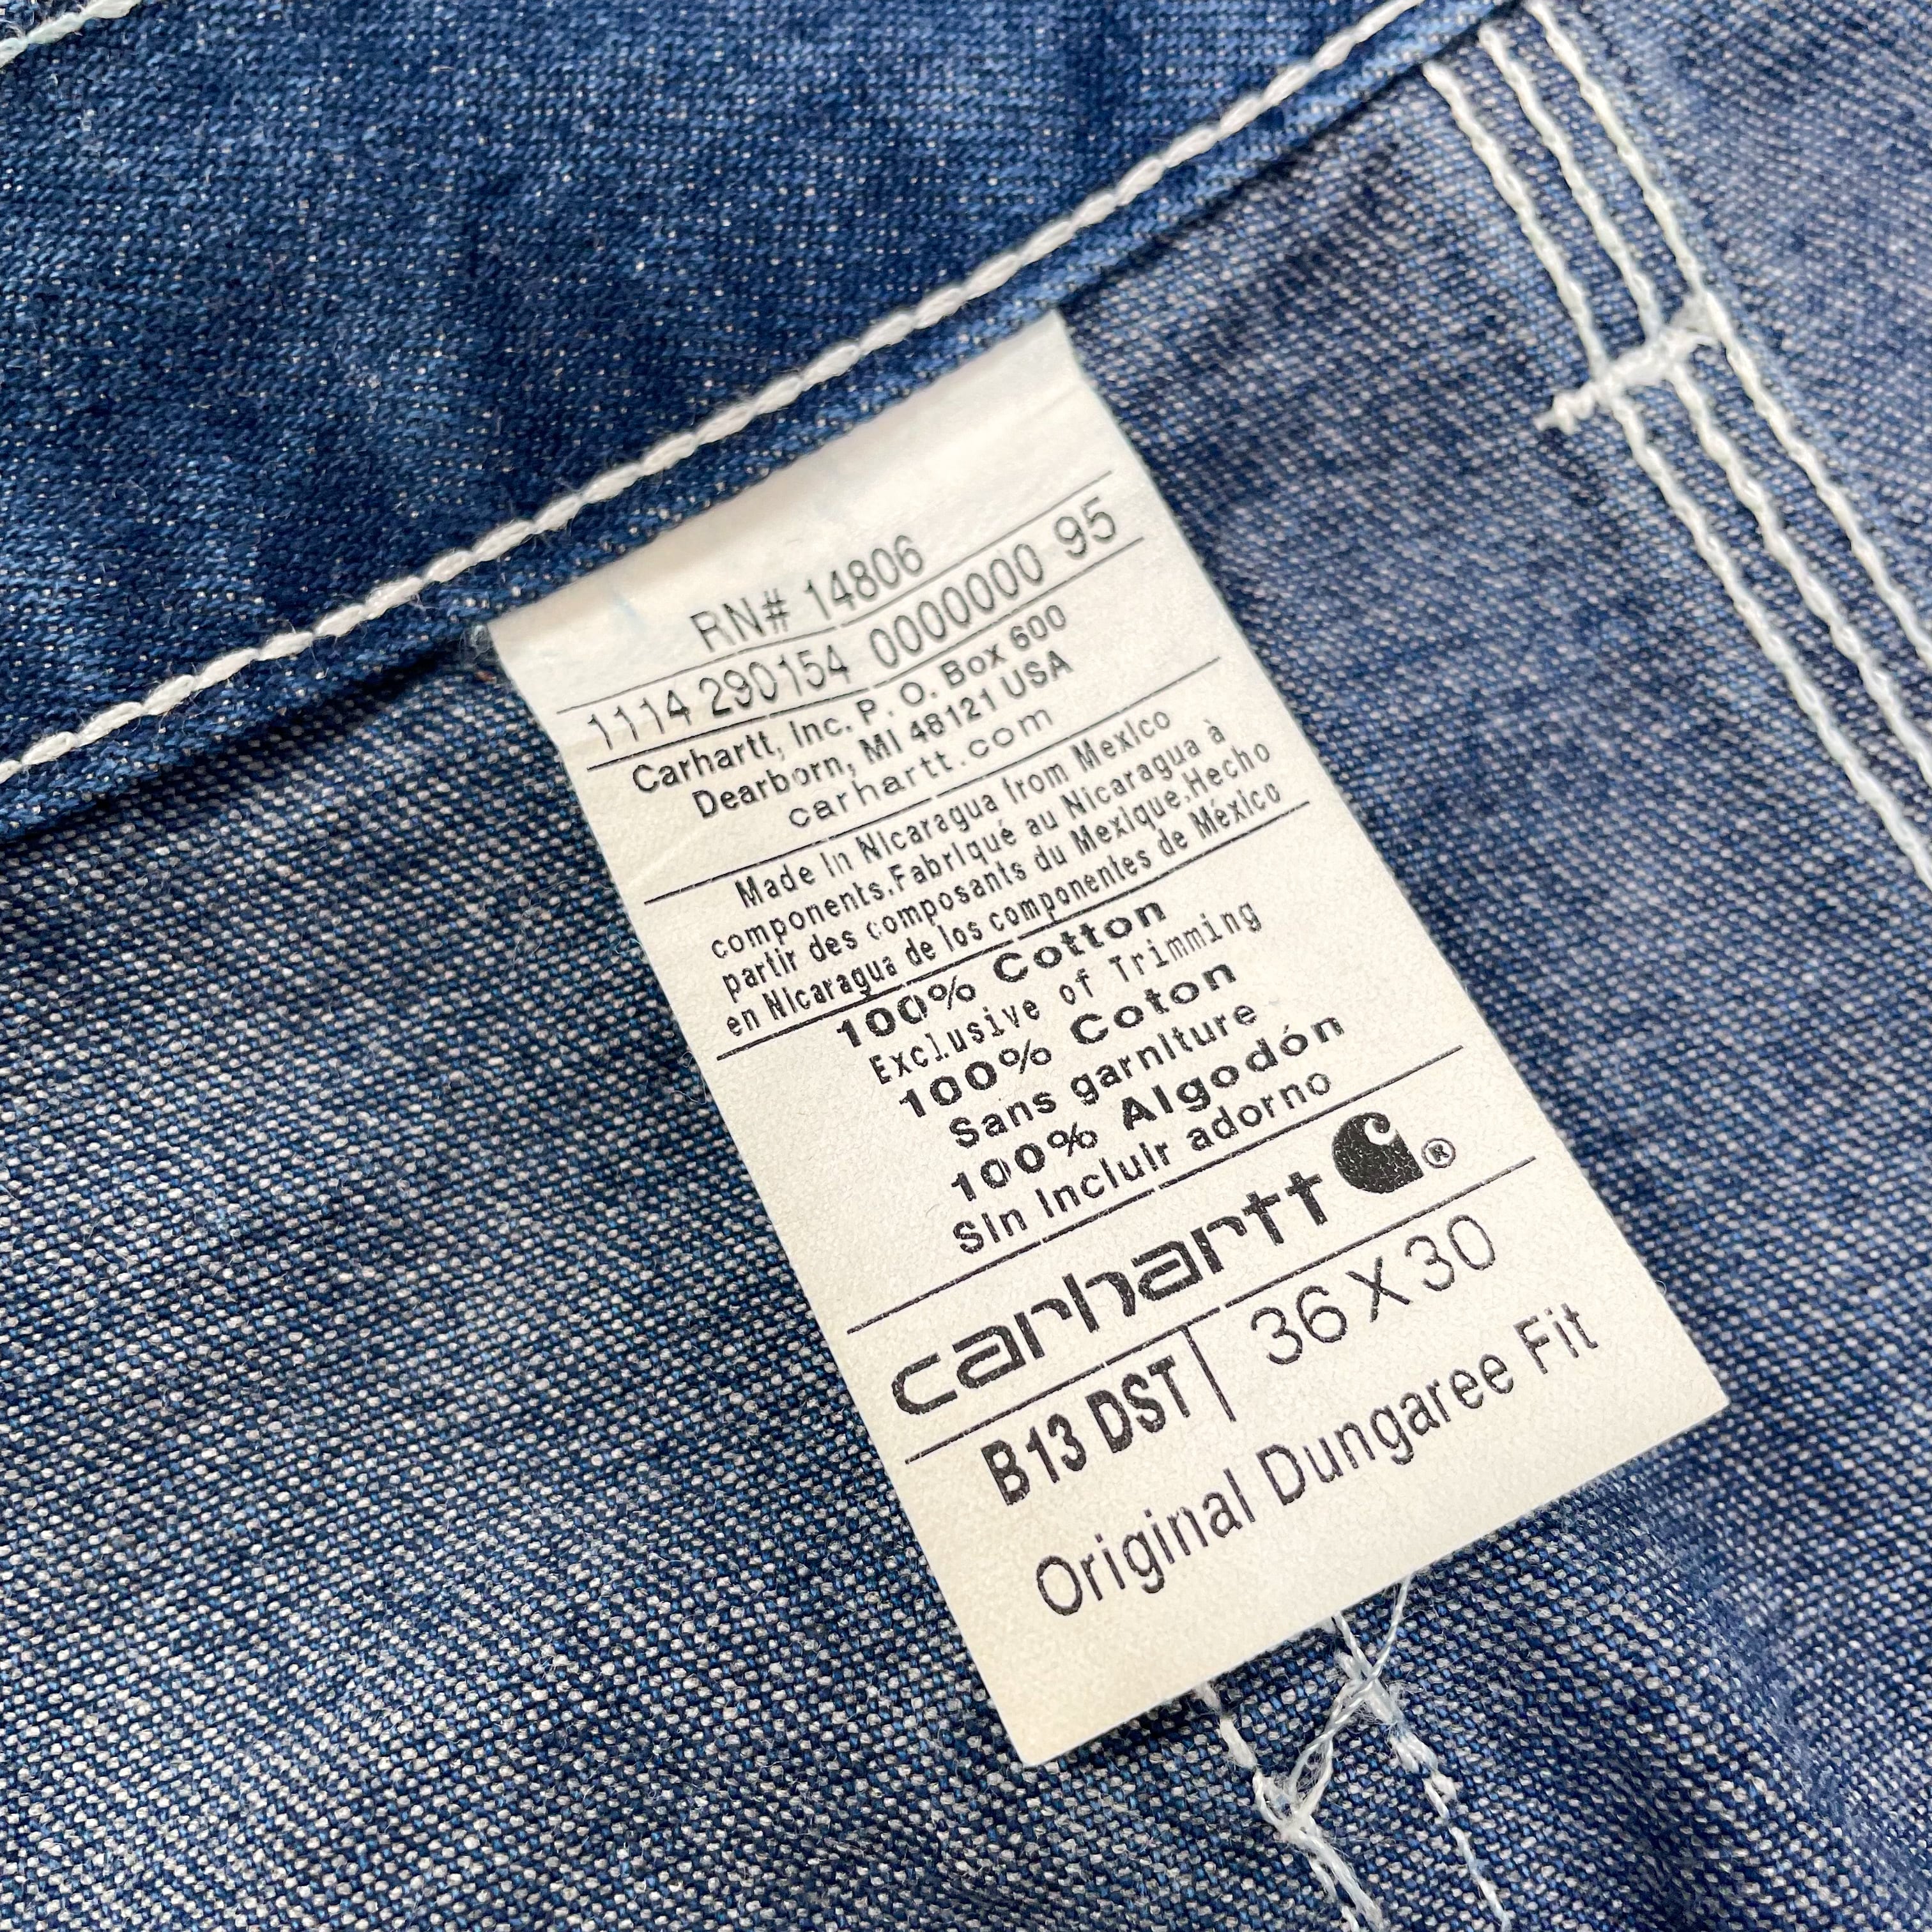 RN# 14806
1114 290154 0000000 95
Carhartt, Inc. P. O. Box 600
Dearborn, MI 48121 USA
carhartt.com
Made in Nicaragua from Mexico
components,Fabriqué au Nicaragua à
partir des composants du Mexique,Hecho
en Nicaragua de los componentes de México
100% Cotton
Exclusive of Trimming
100% Coton
Sans garniture
100% Algodón
Sin incluir adorno
carhartt ®
B13 DST 36 X 30
Original Dungaree Fit